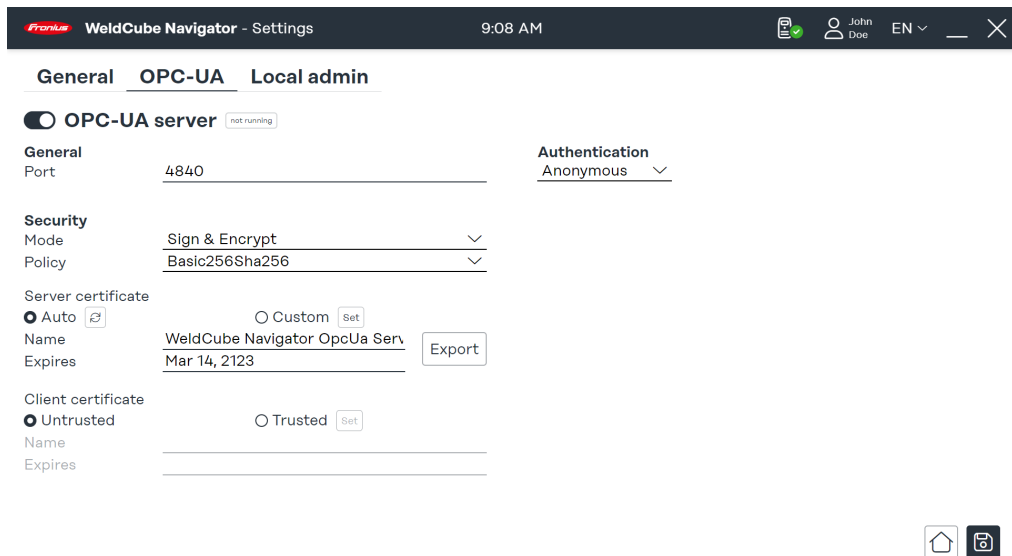 Fronius WeldCube Navigator - Settings 9:08 AM John Doe EN
General OPC-UA Local admin
OPC-UA server not running
General
Port 4840
Authentication
Anonymous
Security
Mode Sign & Encrypt
Policy Basic256Sha256
Server certificate
Auto Custom Set
Name WeldCube Navigator OpcUa Serv
Expires Mar 14, 2123
Export
Client certificate
Untrusted Trusted Set
Name
Expires